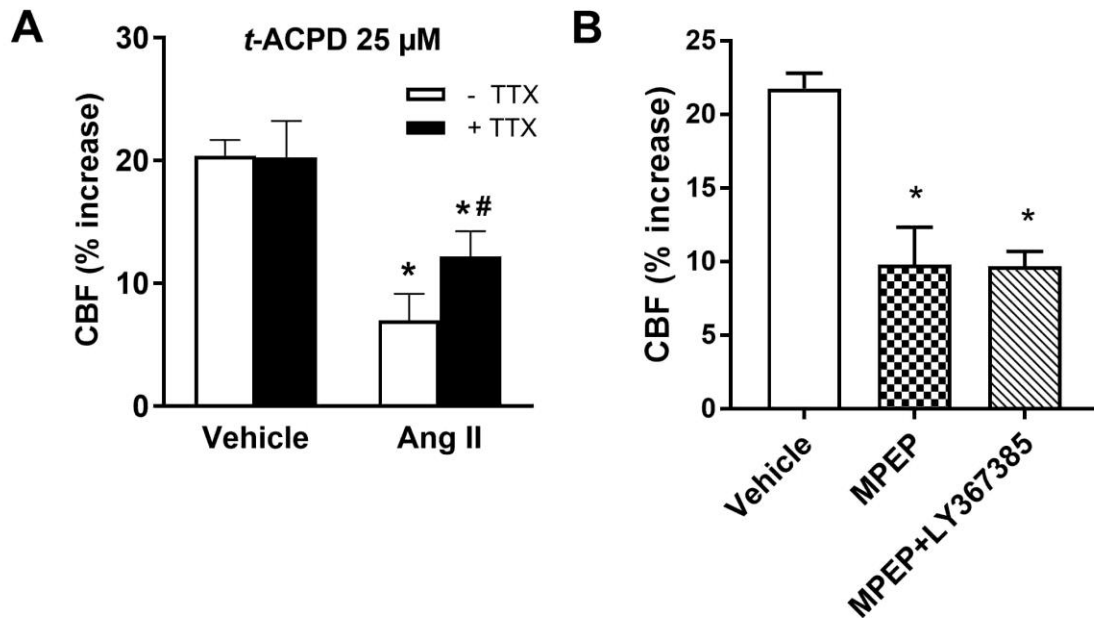 A
t-ACPD 25 µM
CBF (% increase)
30
20
10
0
- TTX
+ TTX
*
*#
Vehicle
Ang II
B
CBF (% increase)
25
20
15
10
5
0
*
*
Vehicle
MPEP
MPEP+LY367385